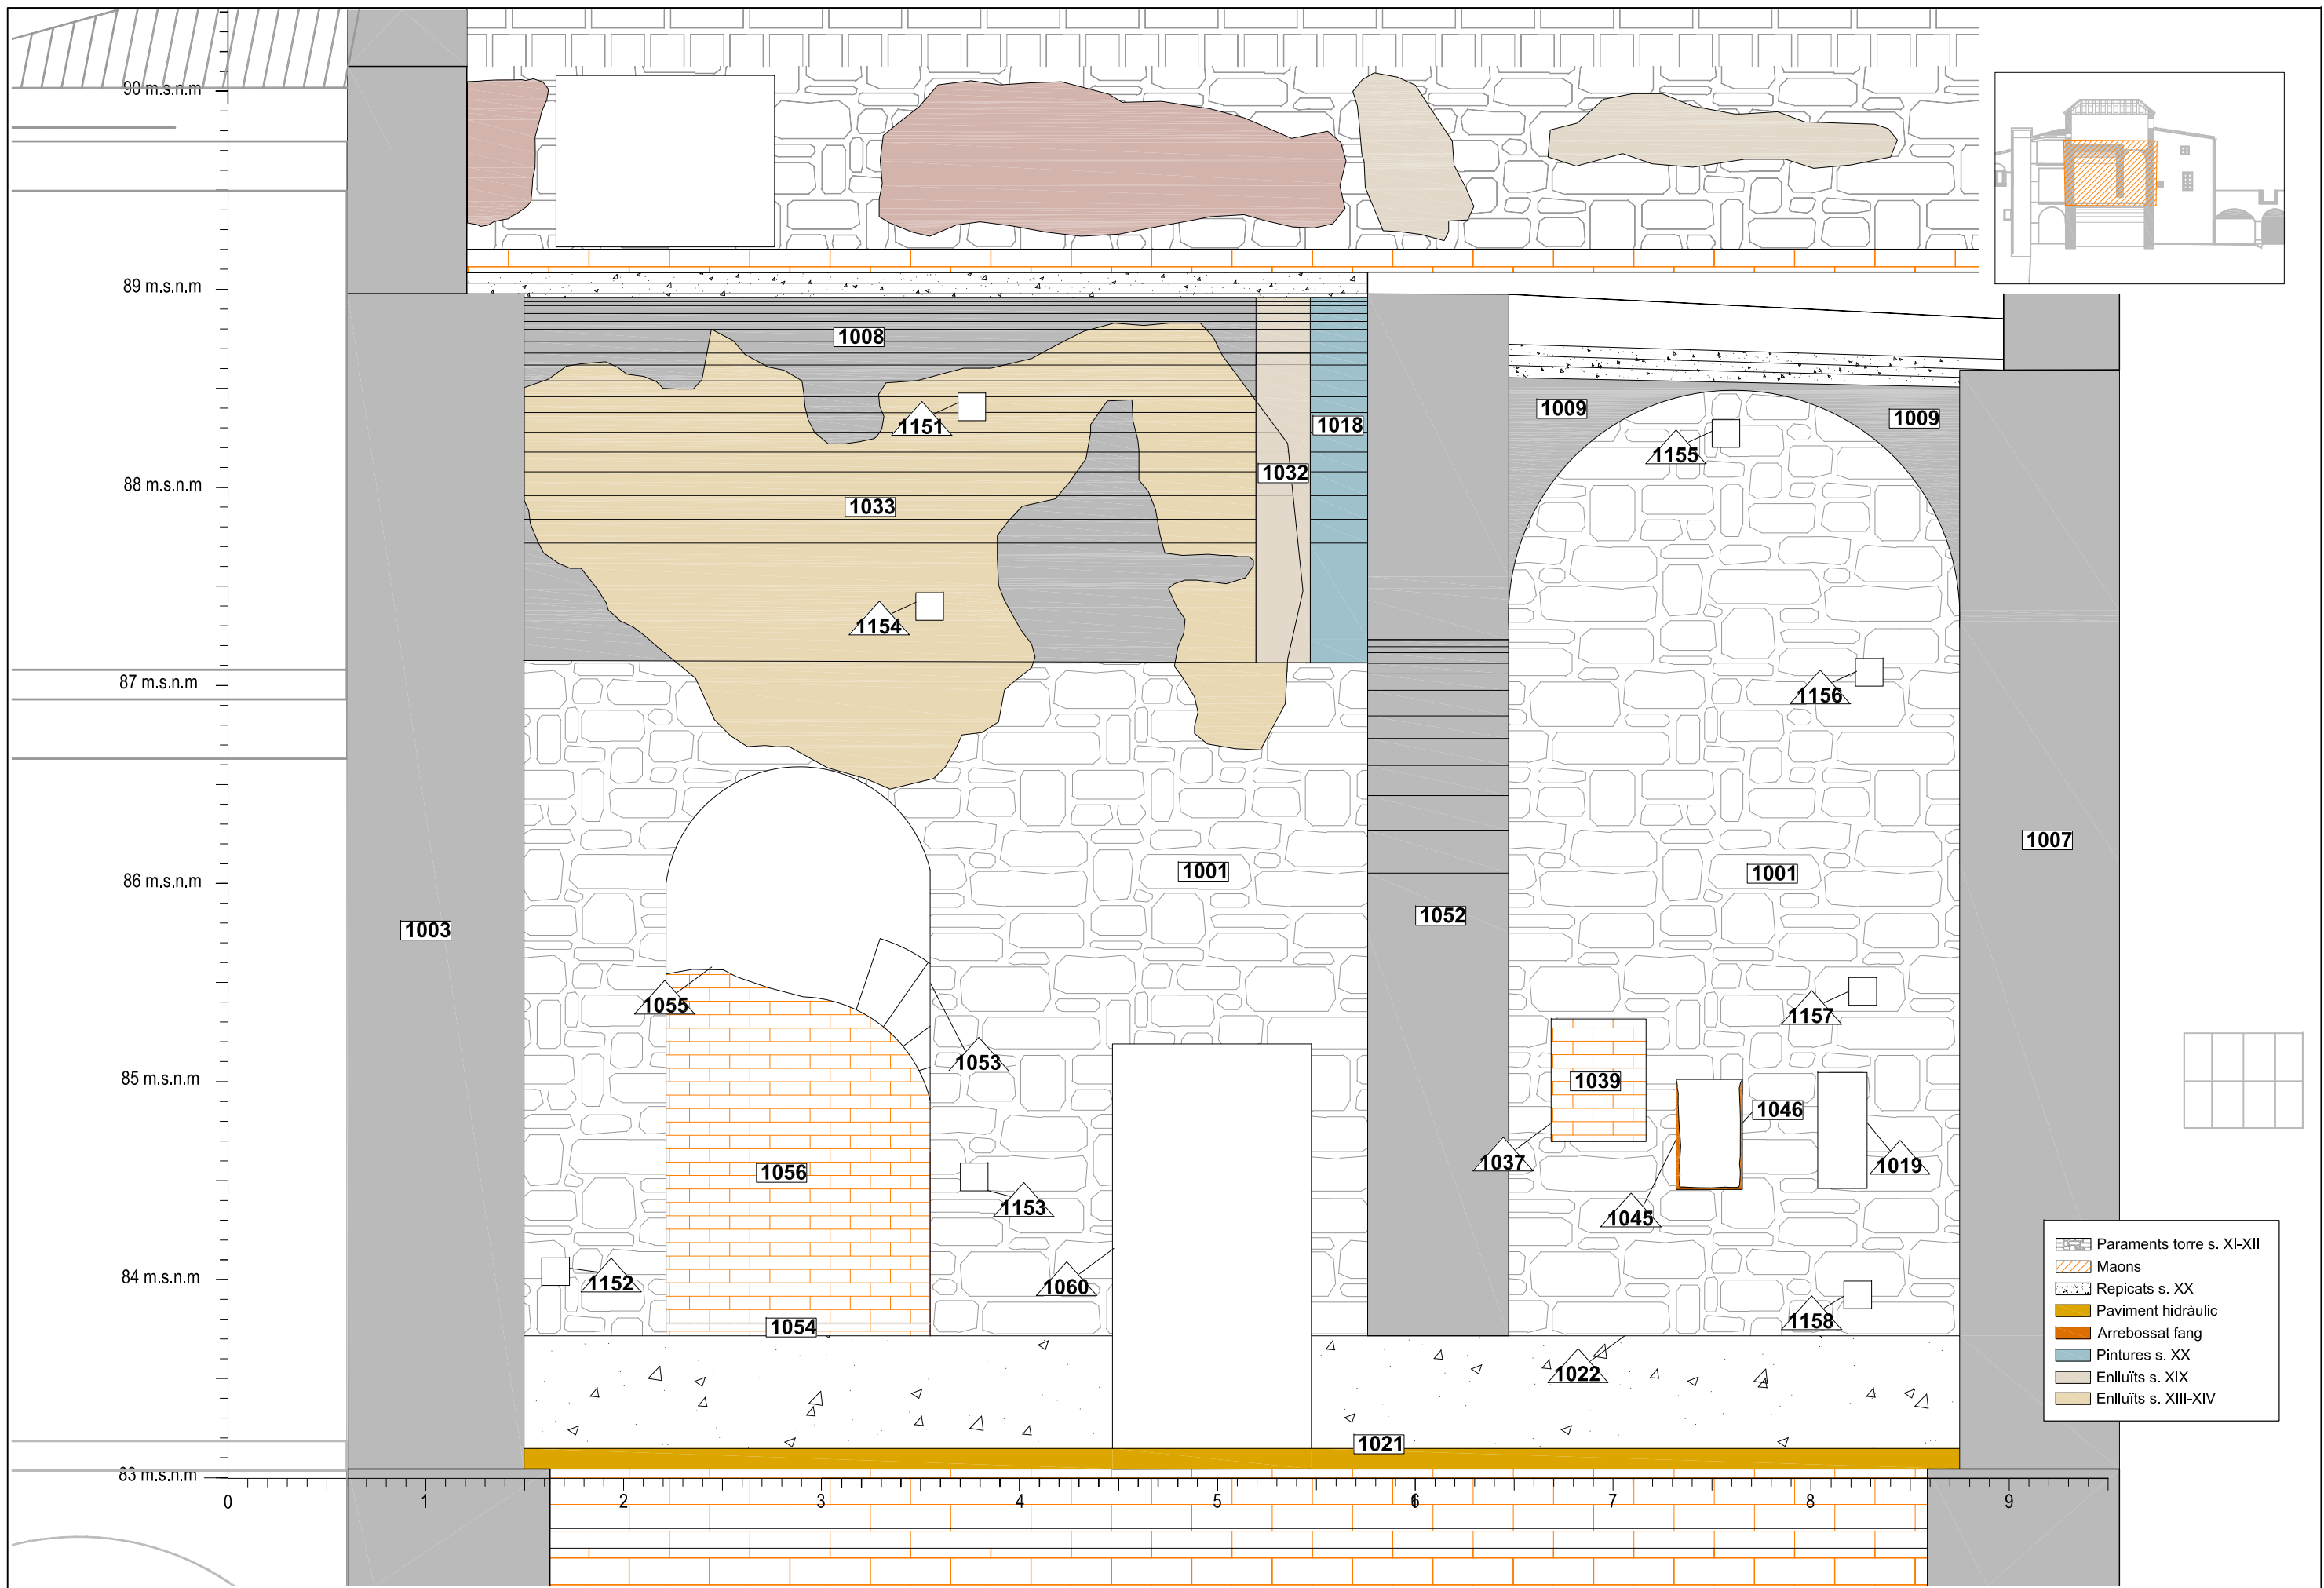 90 m.s.n.m
89 m.s.n.m
1008
1151
1009
1009
1018
1155
1032
88 m.s.n.m
1033
1154
87 m.s.n.m
1156
1007
86 m.s.n.m
1001
1001
1052
1003
1055
1157
1053
85 m.s.n.m
1039
1046
1037
1019
1056
1153
1045
84 m.s.n.m
1152
1060
1158
1054
1022
1021
83 m.s.n.m
0 1 2 3 4 5 6 7 8 9
Paraments torre s. XI-XII
Maons
Repicats s. XX
Paviment hidràulic
Arrebossat fang
Pintures s. XX
Enlluïts s. XIX
Enlluïts s. XIII-XIV